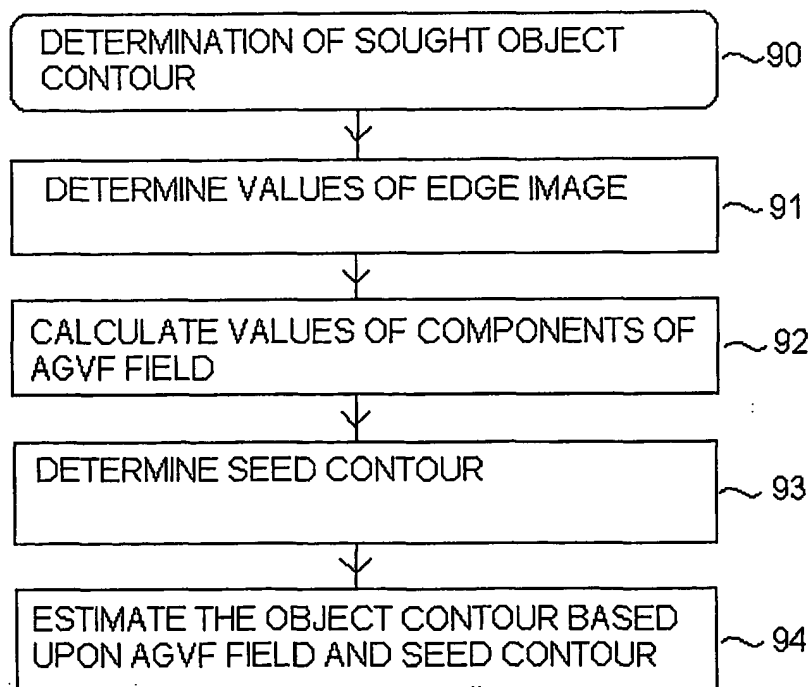 DETERMINATION OF SOUGHT OBJECT
CONTOUR
90
DETERMINE VALUES OF EDGE IMAGE
91
CALCULATE VALUES OF COMPONENTS OF
AGVF FIELD
92
DETERMINE SEED CONTOUR
93
ESTIMATE THE OBJECT CONTOUR BASED
UPON AGVF FIELD AND SEED CONTOUR
94